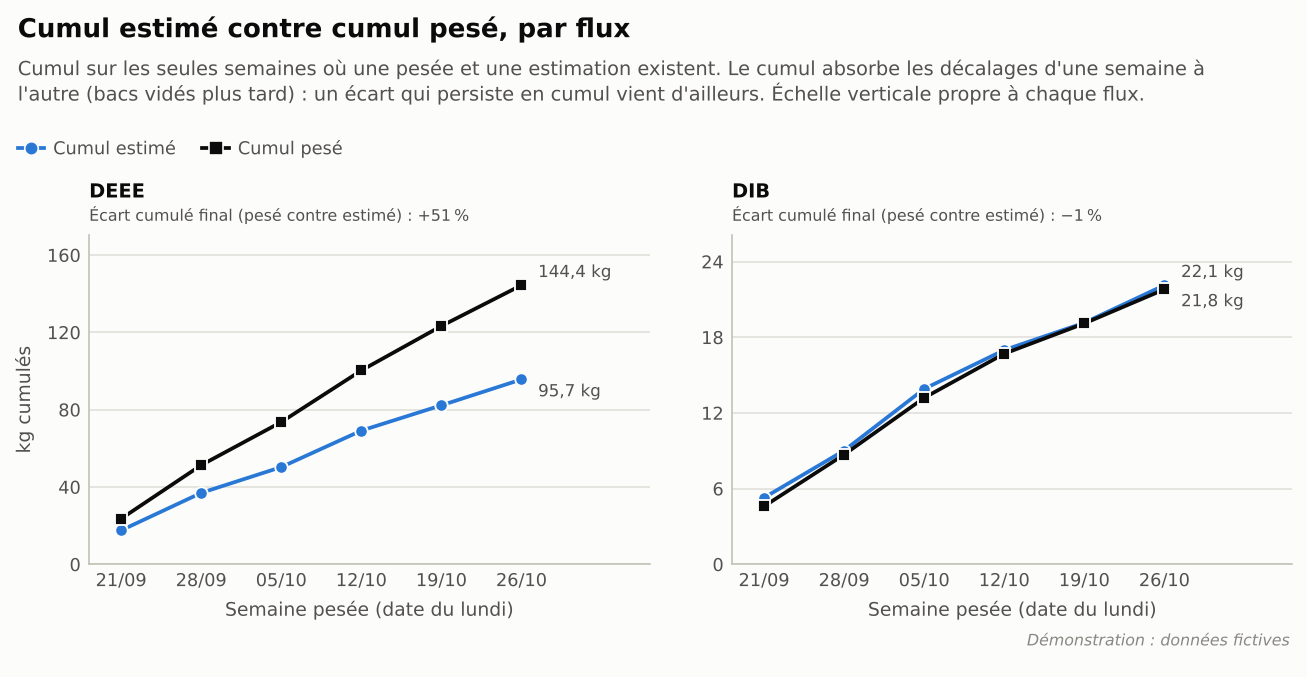 Cumul estimé contre cumul pesé, par flux
Cumul sur les seules semaines où une pesée et une estimation existent. Le cumul absorbe les décalages d'une semaine à
l'autre (bacs vidés plus tard) : un écart qui persiste en cumul vient d'ailleurs. Échelle verticale propre à chaque flux.
Cumul estimé
Cumul pesé
DEEE
Écart cumulé final (pesé contre estimé) : +51 %
kg cumulés
160
120
80
40
0
144,4 kg
95,7 kg
21/09 28/09 05/10 12/10 19/10 26/10
Semaine pesée (date du lundi)
DIB
Écart cumulé final (pesé contre estimé) : −1 %
24
18
12
6
0
22,1 kg
21,8 kg
21/09 28/09 05/10 12/10 19/10 26/10
Semaine pesée (date du lundi)
Démonstration : données fictives